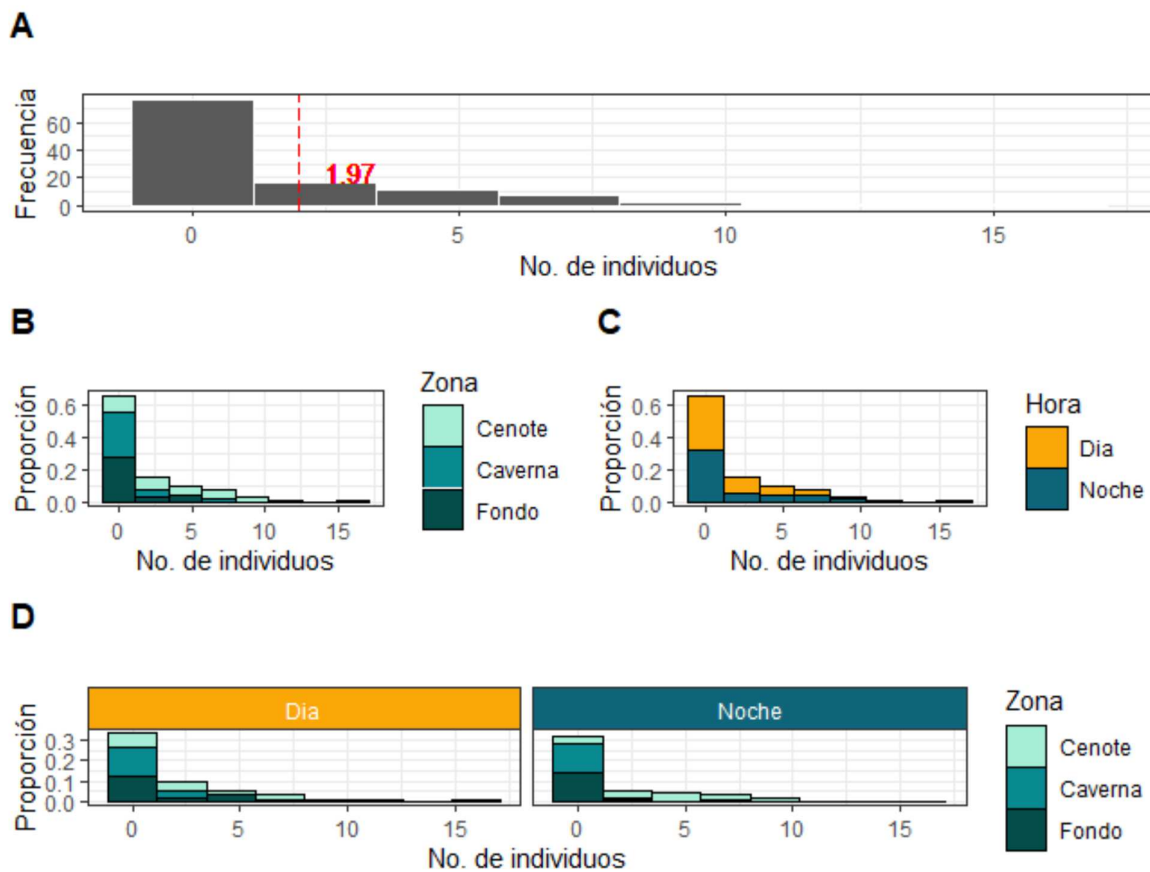 A
Frecuencia
60
40
20
0
1.97
0 5 10 15
No. de individuos
B
Proporción
0.6
0.4
0.2
0.0
0 5 10 15
No. de individuos
Zona
Cenote
Caverna
Fondo
C
Proporción
0.6
0.4
0.2
0.0
0 5 10 15
No. de individuos
Hora
Dia
Noche
D
Dia Noche
Proporción
0.3
0.2
0.1
0.0
0 5 10 15 0 5 10 15
No. de individuos
Zona
Cenote
Caverna
Fondo